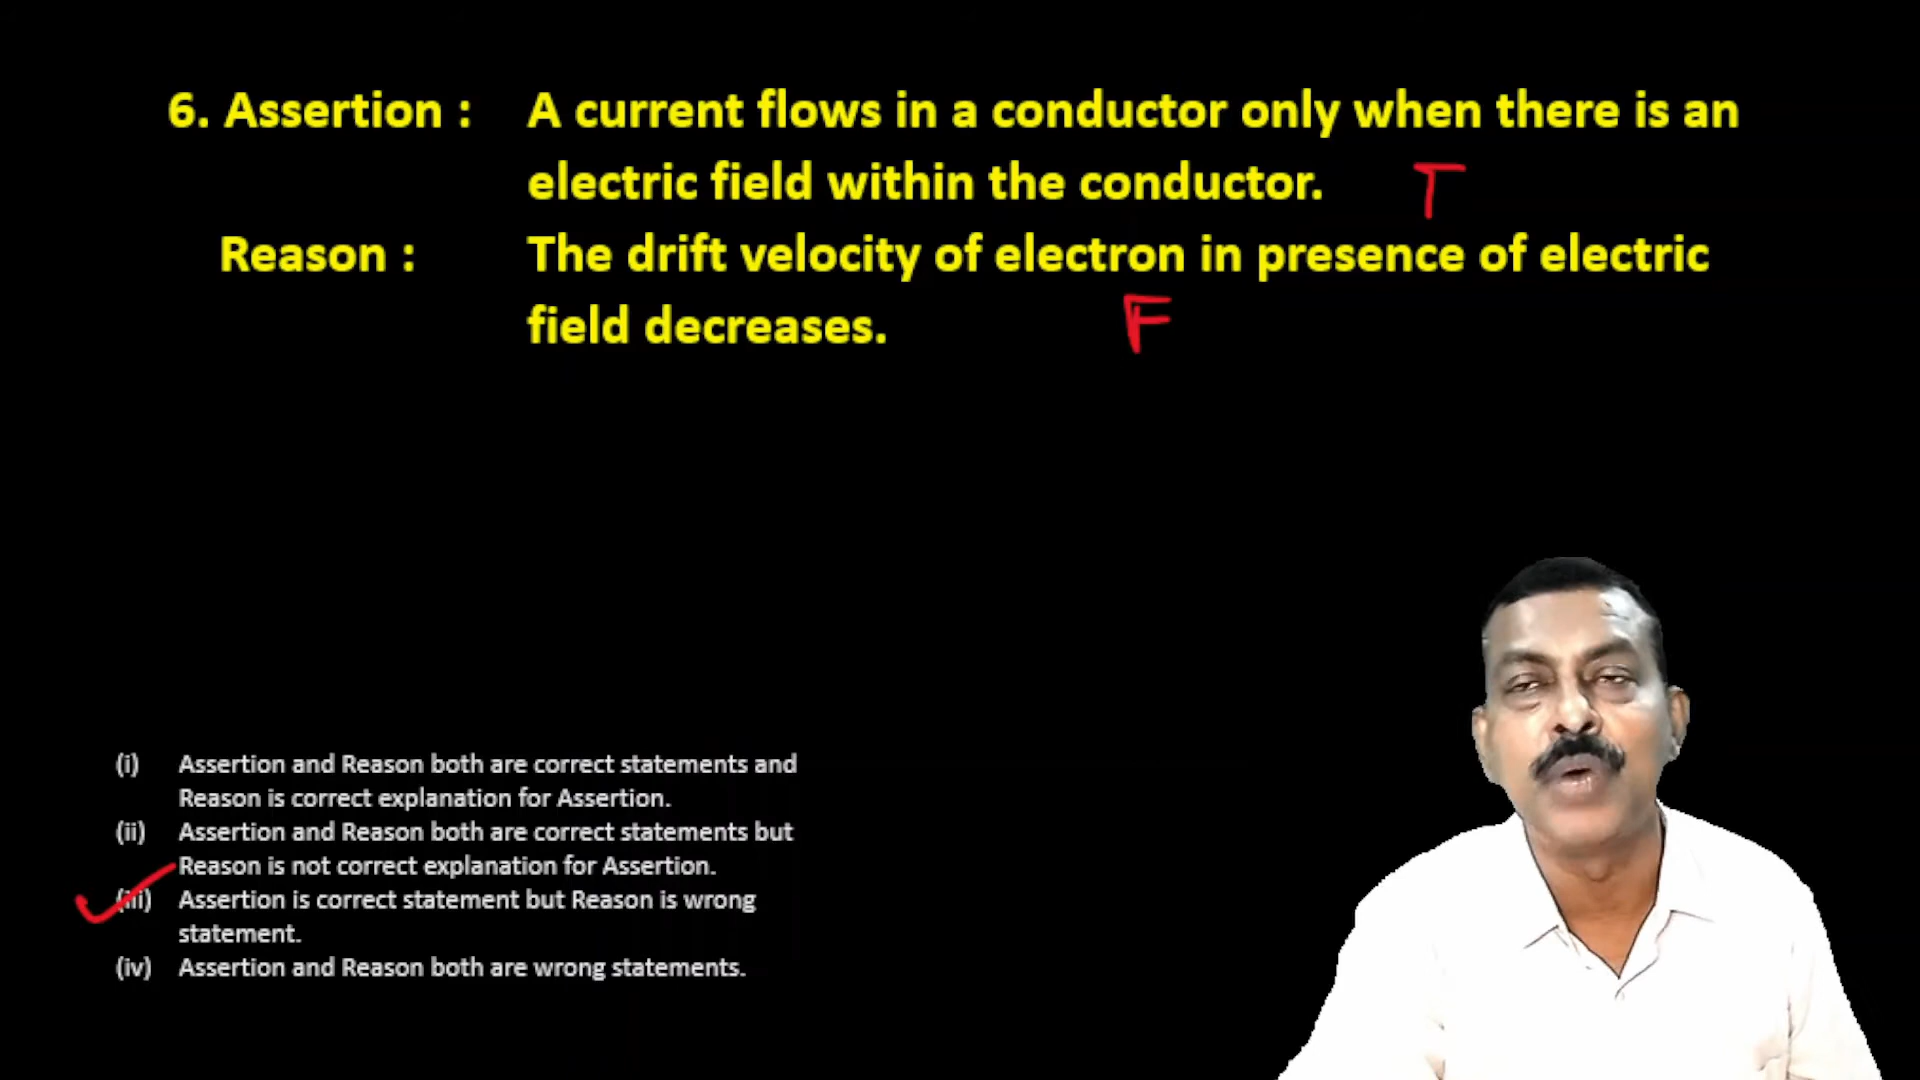 6. Assertion : A current flows in a conductor only when there is an
electric field within the conductor. T
Reason : The drift velocity of electron in presence of electric
field decreases. F
(i) Assertion and Reason both are correct statements and
Reason is correct explanation for Assertion.
(ii) Assertion and Reason both are correct statements but
Reason is not correct explanation for Assertion.
(iii) Assertion is correct statement but Reason is wrong
statement.
(iv) Assertion and Reason both are wrong statements.